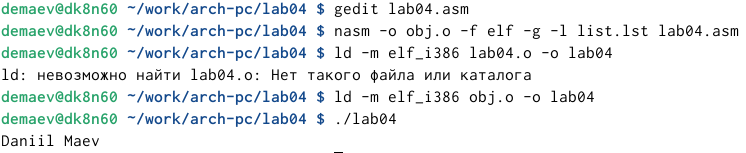 demaev@dk8n60 ~/work/arch-pc/lab04 $ gedit lab04.asm
demaev@dk8n60 ~/work/arch-pc/lab04 $ nasm -o obj.o -f elf -g -l list.lst lab04.asm
demaev@dk8n60 ~/work/arch-pc/lab04 $ ld -m elf_i386 lab04.o -o lab04
ld: невозможно найти lab04.o: Нет такого файла или каталога
demaev@dk8n60 ~/work/arch-pc/lab04 $ ld -m elf_i386 obj.o -o lab04
demaev@dk8n60 ~/work/arch-pc/lab04 $ ./lab04
Daniil Maev